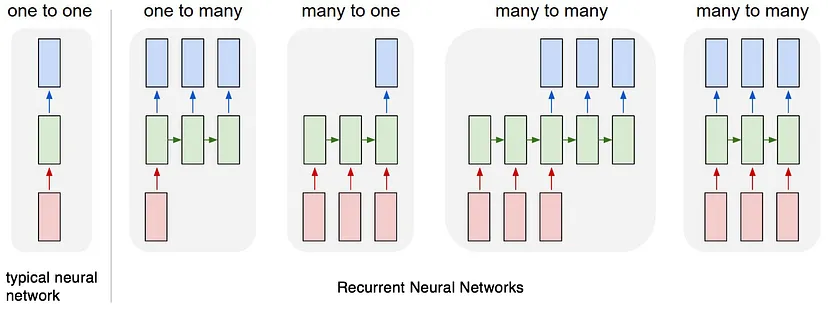 one to one
one to many
many to one
many to many
many to many
typical neural
network
Recurrent Neural Networks